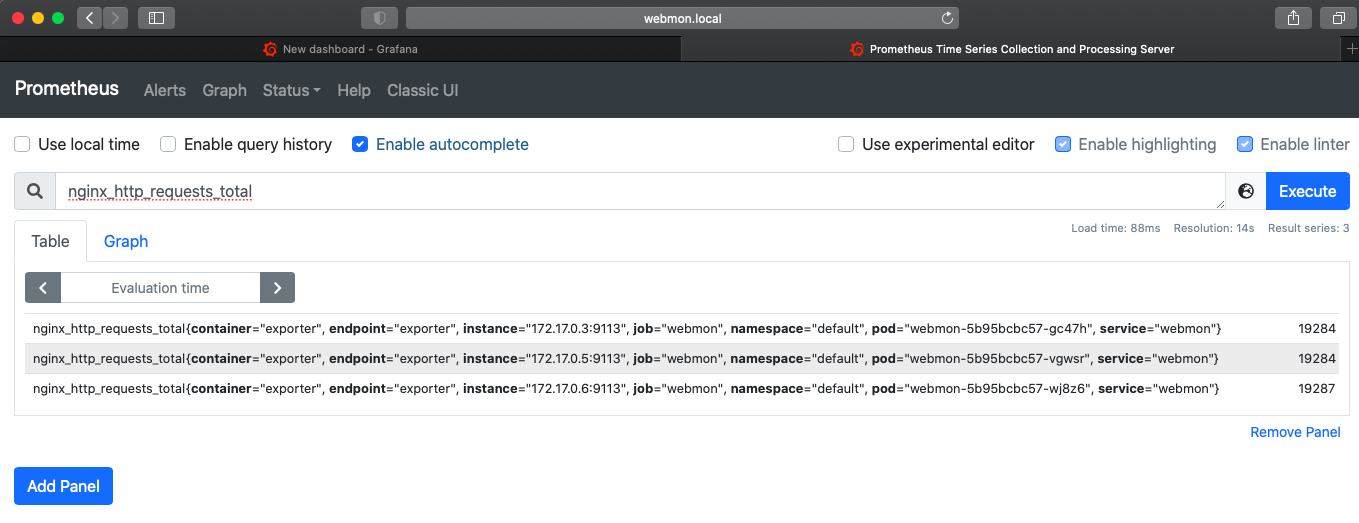 webmon.local
New dashboard - Grafana
Prometheus Time Series Collection and Processing Server
Prometheus Alerts Graph Status Help Classic UI
Use local time Enable query history Enable autocomplete Use experimental editor Enable highlighting Enable linter
nginx_http_requests_total Execute
Load time: 88ms Resolution: 14s Result series: 3
Table Graph
Evaluation time
nginx_http_requests_total{container="exporter", endpoint="exporter", instance="172.17.0.3:9113", job="webmon", namespace="default", pod="webmon-5b95bcbc57-gc47h", service="webmon"} 19284
nginx_http_requests_total{container="exporter", endpoint="exporter", instance="172.17.0.5:9113", job="webmon", namespace="default", pod="webmon-5b95bcbc57-vgwsr", service="webmon"} 19284
nginx_http_requests_total{container="exporter", endpoint="exporter", instance="172.17.0.6:9113", job="webmon", namespace="default", pod="webmon-5b95bcbc57-wj8z6", service="webmon"} 19287
Remove Panel
Add Panel